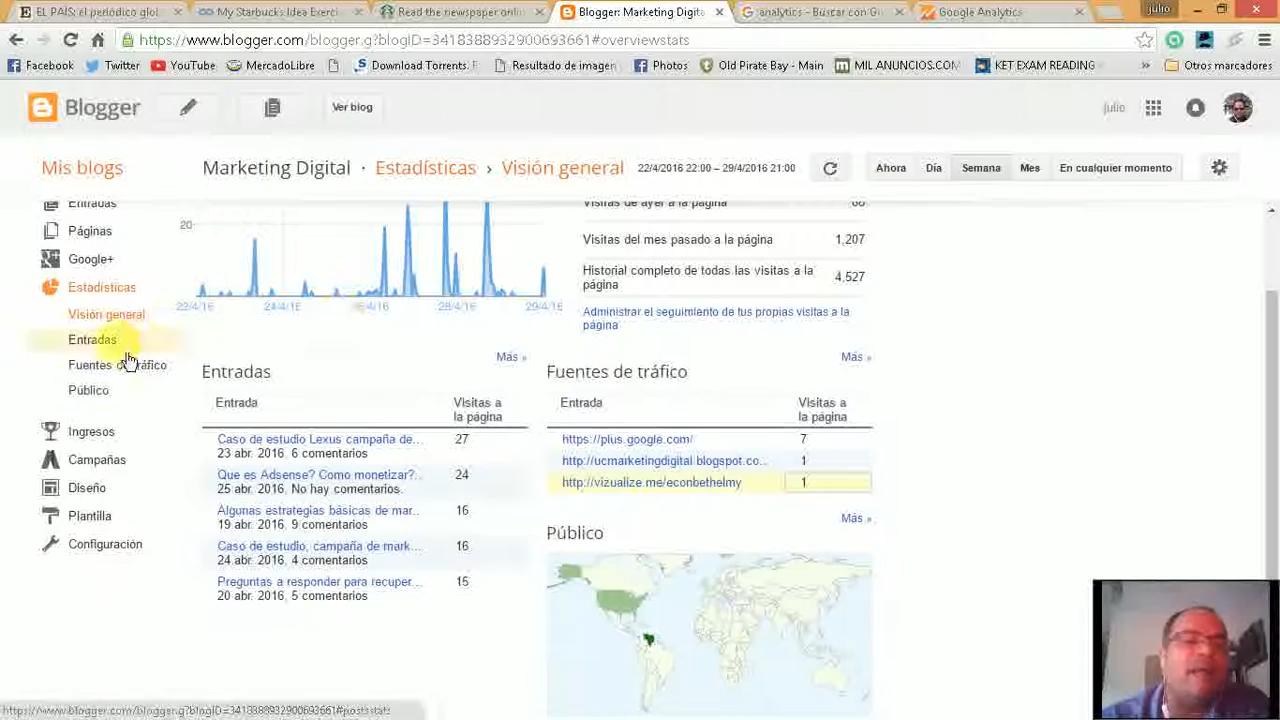 EL PAÍS: el periódico glo
My Starbucks Idea Exerci
Read the newspaper onlin
Blogger: Marketing Digita
analytics - Buscar con Go
Google Analytics
julio
https://www.blogger.com/blogger.g?blogID=3418388932900693661#overviewstats
Facebook
Twitter
YouTube
MercadoLibre
Download Torrents. F
Resultado de imagen
Photos
Old Pirate Bay - Main
MIL ANUNCIOS.COM
KET EXAM READING
»
Otros marcadores
Blogger
Ver blog
julio
Mis blogs
Marketing Digital · Estadísticas › Visión general
22/4/2016 22:00 – 29/4/2016 21:00
Ahora
Día
Semana
Mes
En cualquier momento
Entradas
Páginas
Google+
Estadísticas
Visión general
Entradas
Fuentes de tráfico
Público
Ingresos
Campañas
Diseño
Plantilla
Configuración
20
22/4/16
24/4/16
26/4/16
28/4/16
29/4/16
Visitas de ayer a la página 68
Visitas del mes pasado a la página 1,207
Historial completo de todas las visitas a la
página 4,527
Administrar el seguimiento de tus propias visitas a la
página
Más »
Entradas
Entrada
Visitas a
la página
Caso de estudio Lexus campaña de... 27
23 abr. 2016, 6 comentarios
Que es Adsense? Como monetizar?... 24
25 abr. 2016, No hay comentarios.
Algunas estrategias básicas de mar... 16
19 abr. 2016, 9 comentarios
Caso de estudio, campaña de mark... 16
24 abr. 2016, 4 comentarios
Preguntas a responder para recuper... 15
20 abr. 2016, 5 comentarios
Más »
Fuentes de tráfico
Entrada
Visitas a
la página
https://plus.google.com/ 7
http://ucmarketingdigital.blogspot.co... 1
http://vizualize.me/econbethelmy 1
Más »
Público
https://www.blogger.com/blogger.g?blogID=3418388932900693661#poststats